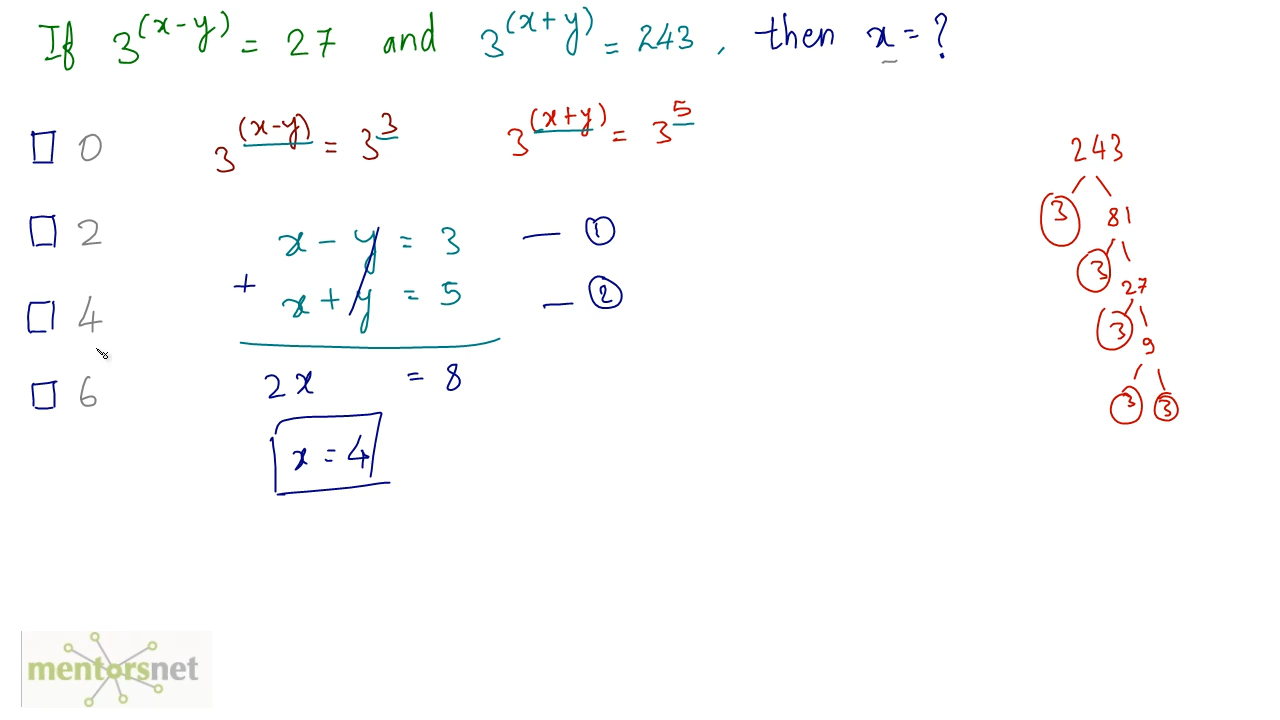 If 3^(x-y) = 27 and 3^(x+y) = 243, then x = ?
0
2
4
6
3^(x-y) = 3^3
3^(x+y) = 3^5
x - y = 3 — ①
+ x + y = 5 — ②
2x = 8
x = 4
243
3 81
3 27
3 9
3 3
mentorsnet